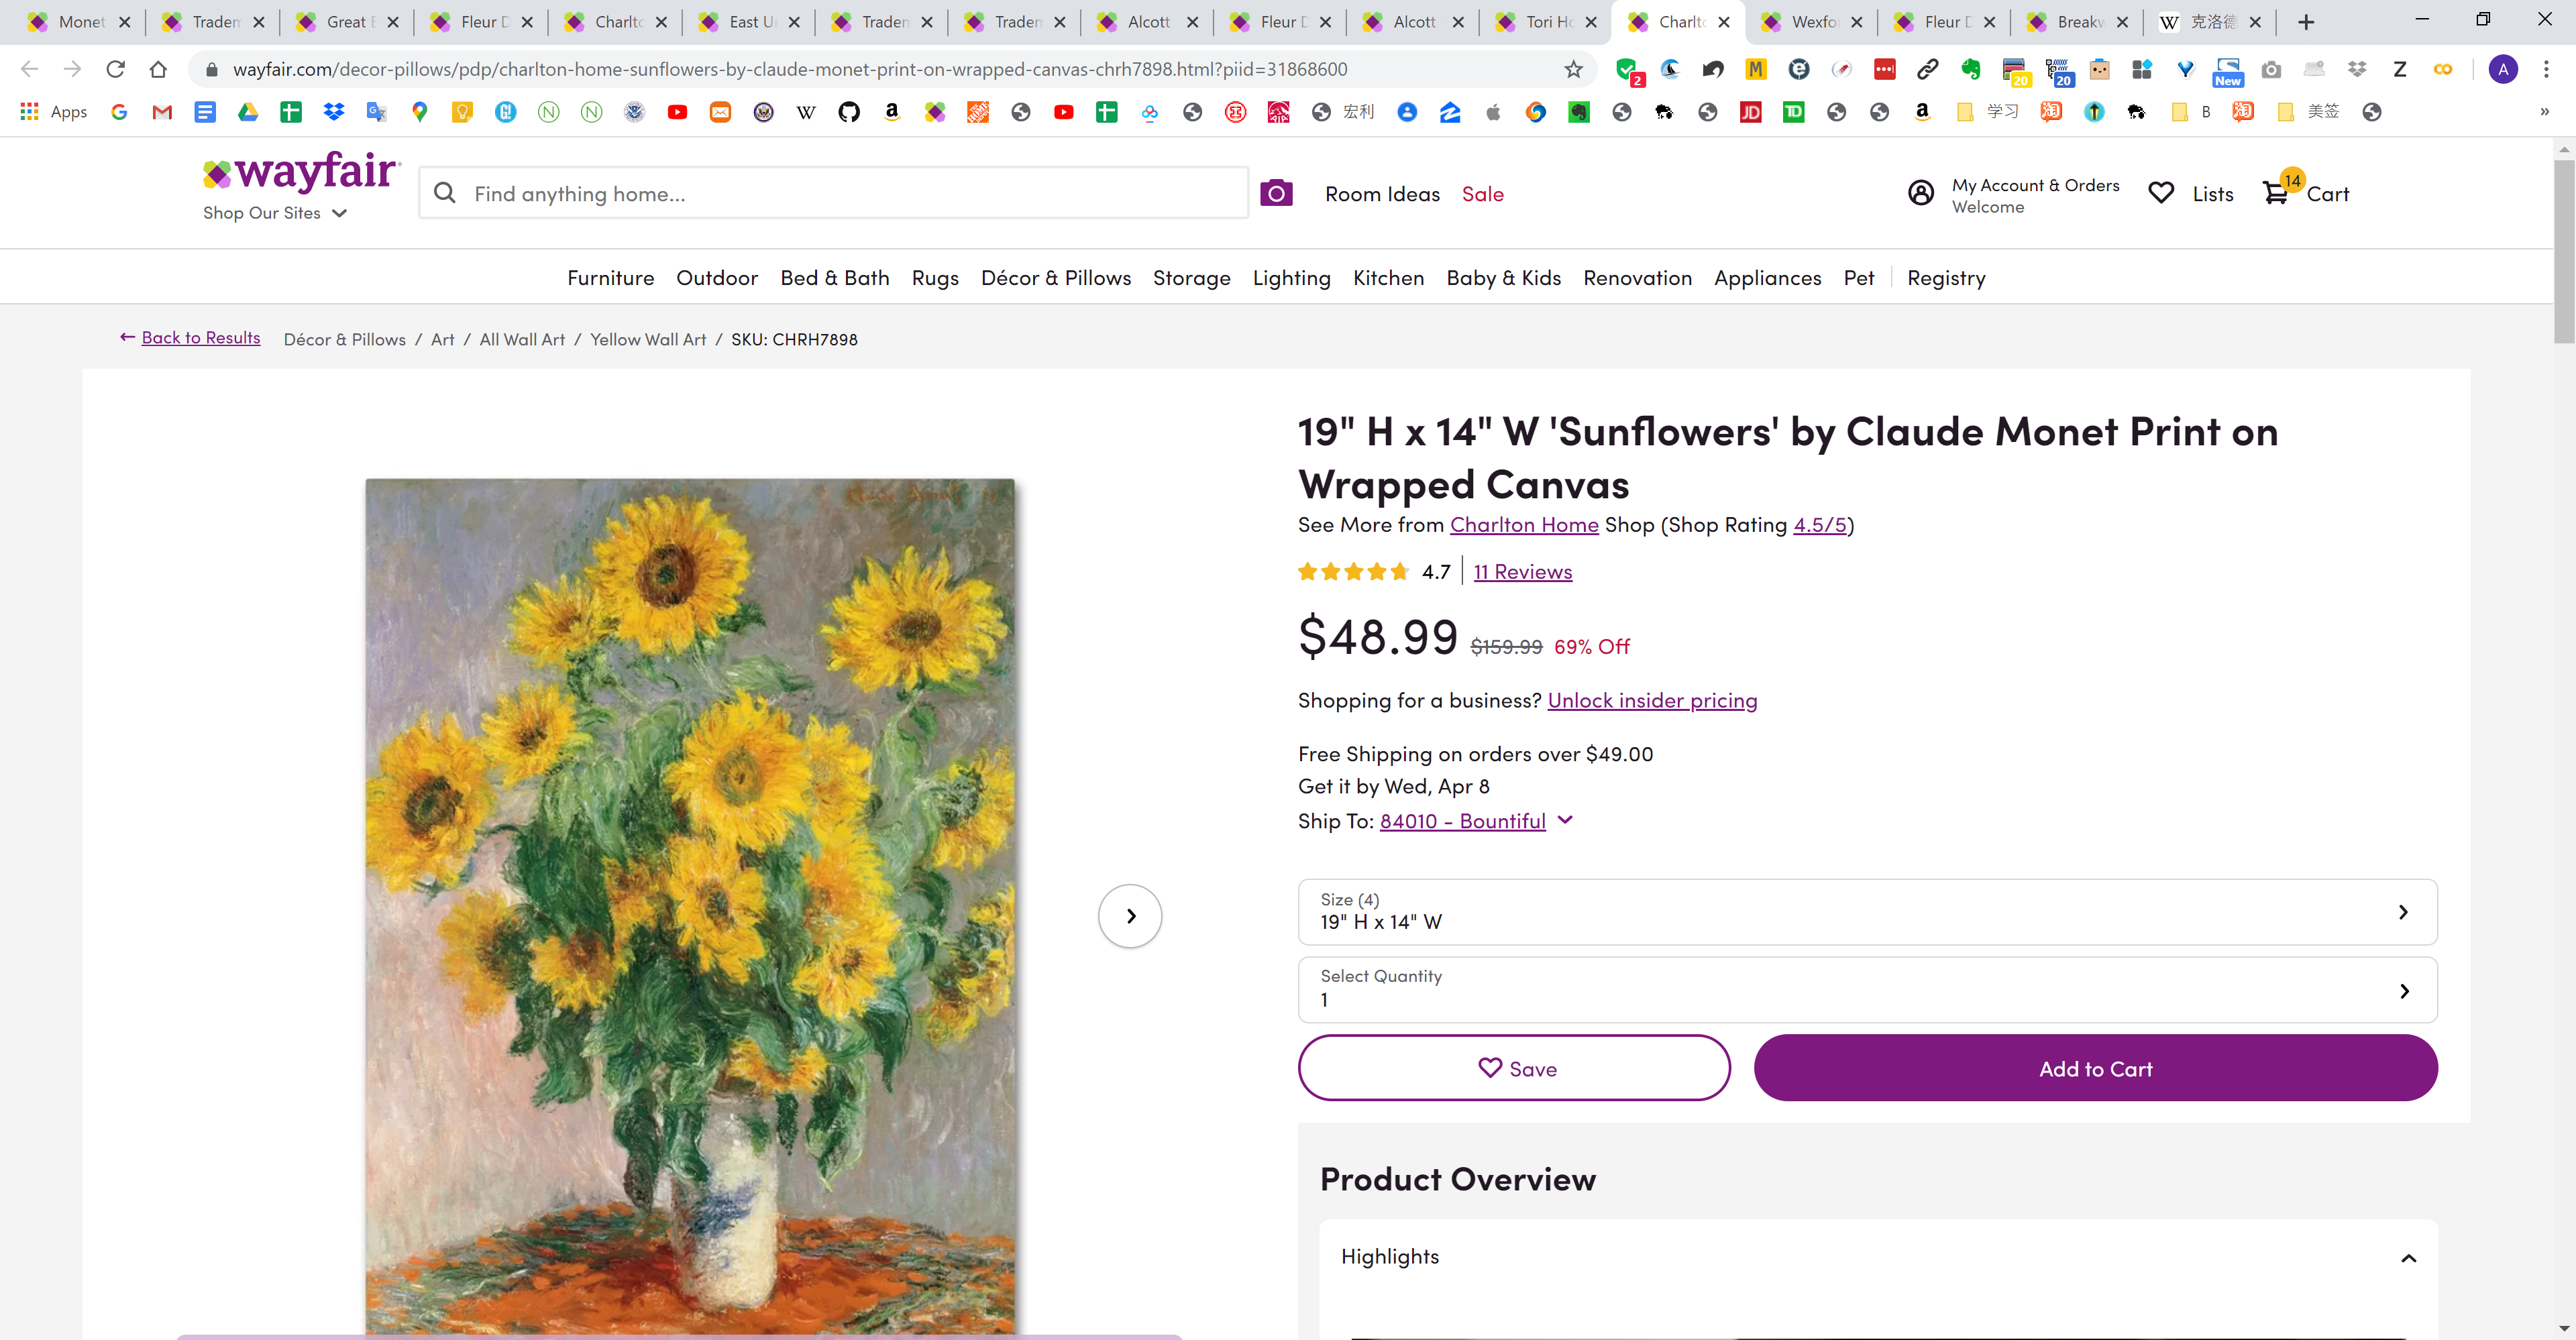 Monet
Tradem
Great E
Fleur D
Charlto
East U
Tradem
Tradem
Alcott
Fleur D
Alcott
Tori Ho
Charlto
Wexfo
Fleur D
Breakw
克洛德
wayfair.com/decor-pillows/pdp/charlton-home-sunflowers-by-claude-monet-print-on-wrapped-canvas-chrh7898.html?piid=31868600
2
20
20
New
A
Apps
宏利
学习
B
美签
wayfair
Shop Our Sites
Find anything home...
Room Ideas
Sale
My Account & Orders
Welcome
Lists
14
Cart
Furniture Outdoor Bed & Bath Rugs Décor & Pillows Storage Lighting Kitchen Baby & Kids Renovation Appliances Pet Registry
← Back to Results
Décor & Pillows / Art / All Wall Art / Yellow Wall Art / SKU: CHRH7898
19" H x 14" W 'Sunflowers' by Claude Monet Print on
Wrapped Canvas
See More from Charlton Home Shop (Shop Rating 4.5/5)
4.7 11 Reviews
$48.99 $159.99 69% Off
Shopping for a business? Unlock insider pricing
Free Shipping on orders over $49.00
Get it by Wed, Apr 8
Ship To: 84010 - Bountiful
Size (4)
19" H x 14" W
Select Quantity
1
Save
Add to Cart
Product Overview
Highlights